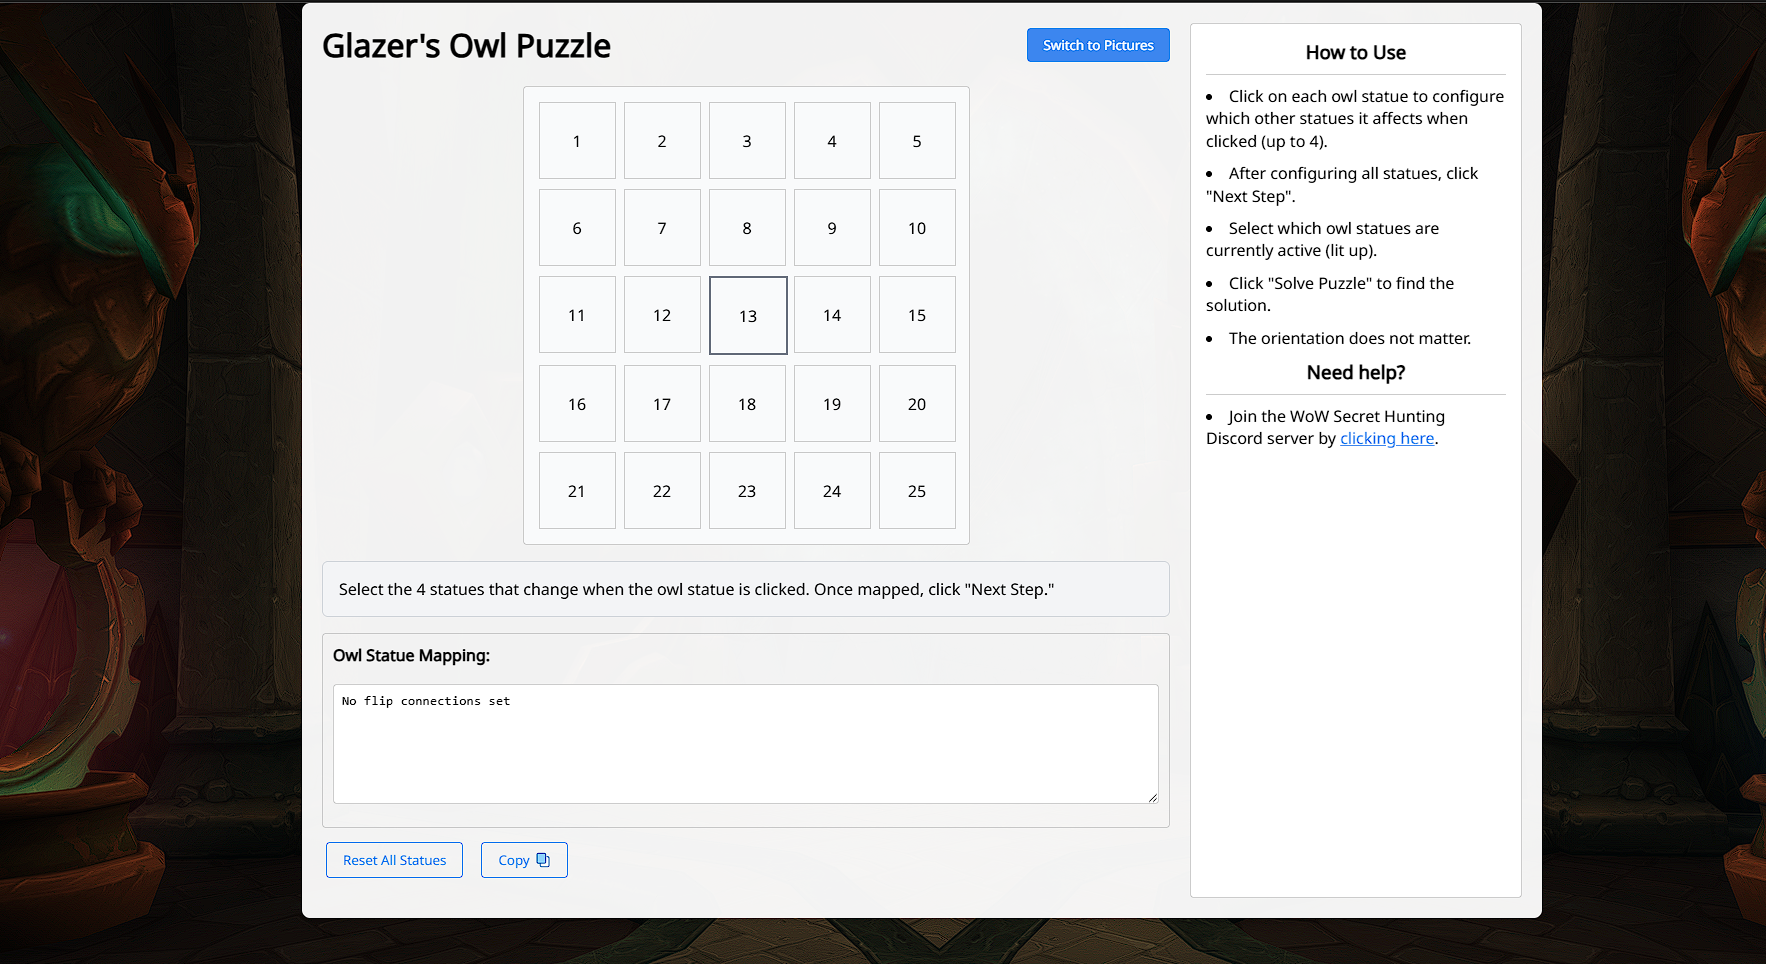 Glazer's Owl Puzzle
Switch to Pictures
1 2 3 4 5
6 7 8 9 10
11 12 13 14 15
16 17 18 19 20
21 22 23 24 25
Select the 4 statues that change when the owl statue is clicked. Once mapped, click "Next Step."
Owl Statue Mapping:
No flip connections set
Reset All Statues
Copy
How to Use
• Click on each owl statue to configure
which other statues it affects when
clicked (up to 4).
• After configuring all statues, click
"Next Step".
• Select which owl statues are
currently active (lit up).
• Click "Solve Puzzle" to find the
solution.
• The orientation does not matter.
Need help?
• Join the WoW Secret Hunting
Discord server by clicking here.